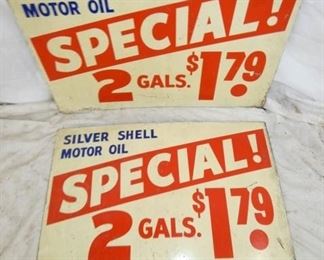 MOTOR OIL
SPECIAL!
2 GALS. $1.79
SILVER SHELL
MOTOR OIL
SPECIAL!
2 GALS. $1.79